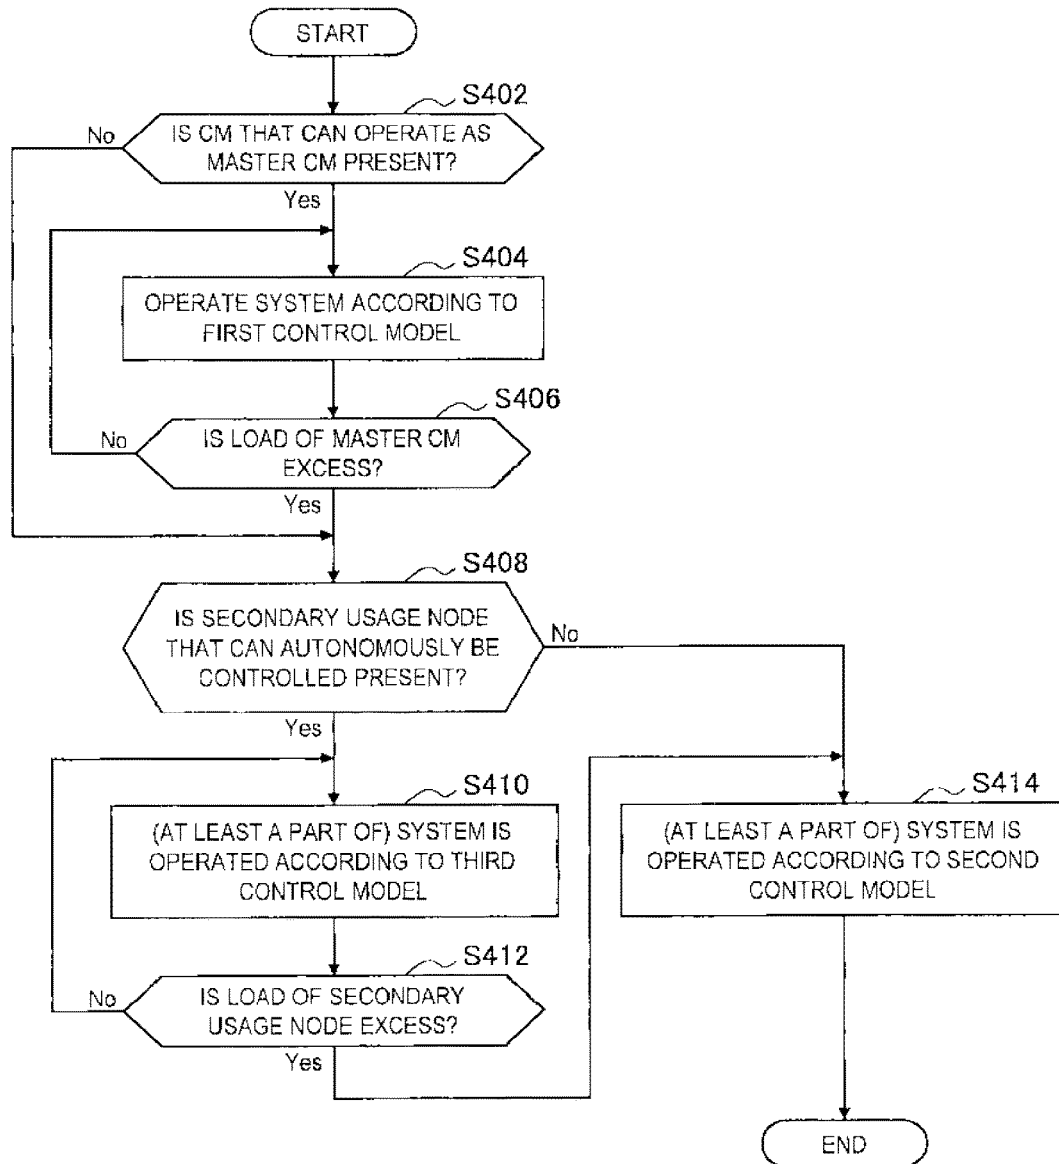 START
S402
No
IS CM THAT CAN OPERATE AS
MASTER CM PRESENT?
Yes
S404
OPERATE SYSTEM ACCORDING TO
FIRST CONTROL MODEL
S406
No
IS LOAD OF MASTER CM
EXCESS?
Yes
S408
IS SECONDARY USAGE NODE
THAT CAN AUTONOMOUSLY BE
CONTROLLED PRESENT?
No
Yes
S410
(AT LEAST A PART OF) SYSTEM IS
OPERATED ACCORDING TO THIRD
CONTROL MODEL
S414
(AT LEAST A PART OF) SYSTEM IS
OPERATED ACCORDING TO SECOND
CONTROL MODEL
S412
No
IS LOAD OF SECONDARY
USAGE NODE EXCESS?
Yes
END